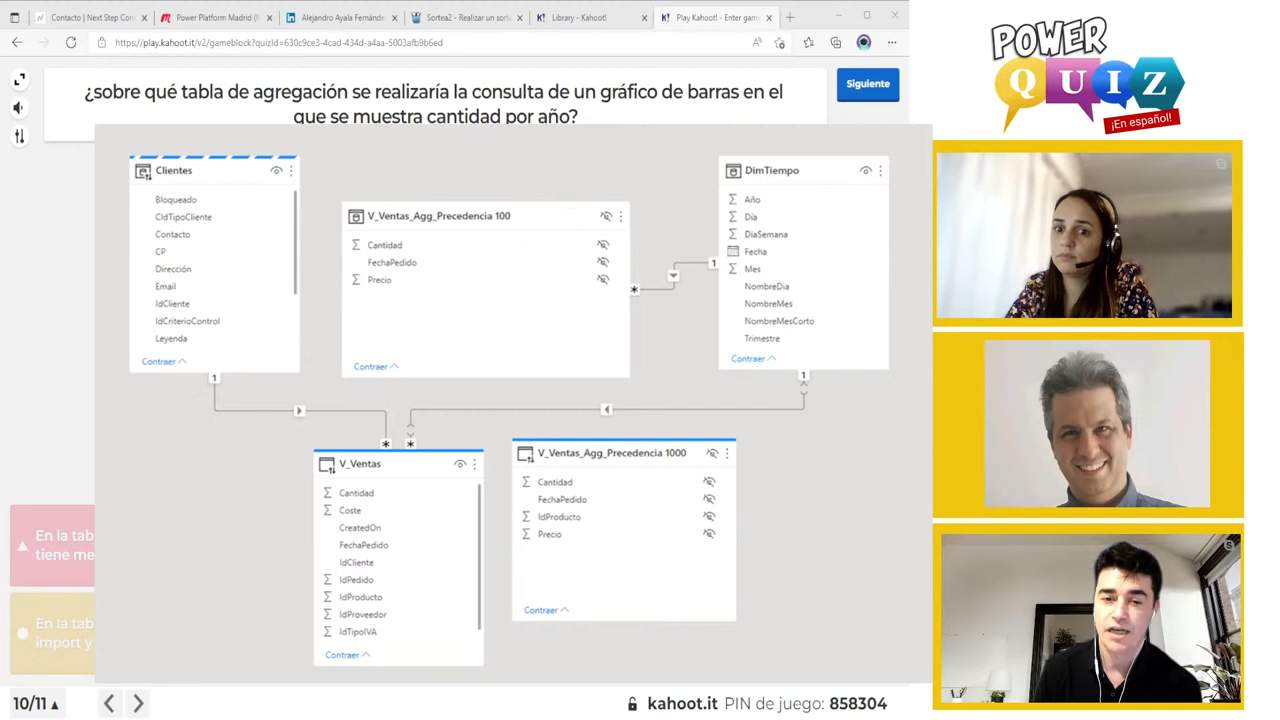 Contacto | Next Step Con
Power Platform Madrid (M
Alejandro Ayala Fernánde
Sortea2 - Realizar un sorte
Library - Kahoot!
Play Kahoot! - Enter game
https://play.kahoot.it/v2/gameblock?quizId=630c9ce3-4cad-434d-a4aa-5003afb9b6ed
¿sobre qué tabla de agregación se realizaría la consulta de un gráfico de barras en el
que se muestra cantidad por año?
Siguiente
POWER
QUIZ
¡En español!
Clientes
Bloqueado
CIdTipoCliente
Contacto
CP
Dirección
Email
IdCliente
IdCriterioControl
Leyenda
Contraer
V_Ventas_Agg_Precedencia 100
Cantidad
FechaPedido
Precio
Contraer
DimTiempo
Año
Día
DiaSemana
Fecha
Mes
NombreDia
NombreMes
NombreMesCorto
Trimestre
Contraer
1
*
1
1
*
*
V_Ventas
Cantidad
Coste
CreatedOn
FechaPedido
IdCliente
IdPedido
IdProducto
IdProveedor
IdTipoIVA
Contraer
V_Ventas_Agg_Precedencia 1000
Cantidad
FechaPedido
IdProducto
Precio
Contraer
En la tab
tiene me
En la tab
import y
10/11
kahoot.it PIN de juego: 858304